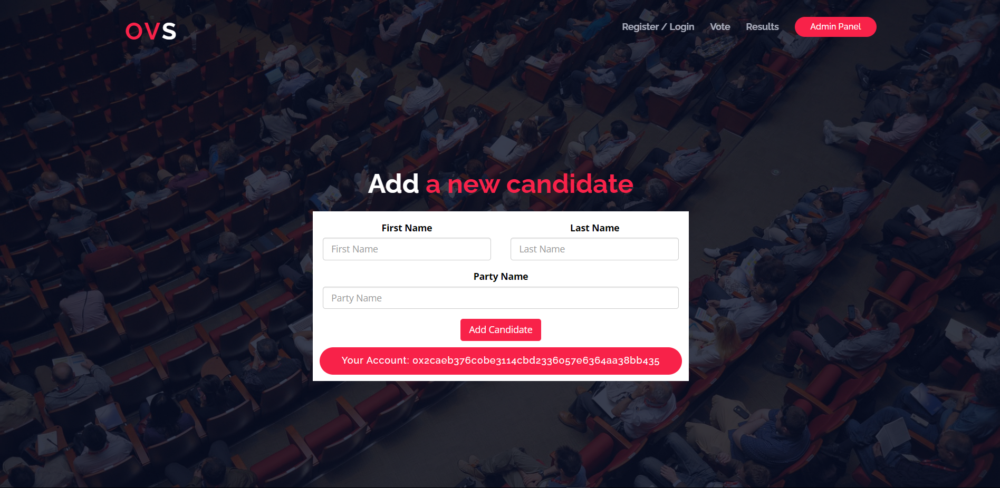 OVS
Register / Login Vote Results Admin Panel
Add a new candidate
First Name Last Name
First Name Last Name
Party Name
Party Name
Add Candidate
Your Account: 0x2caeb376c0be3114cbd2336057e6364aa38bb435